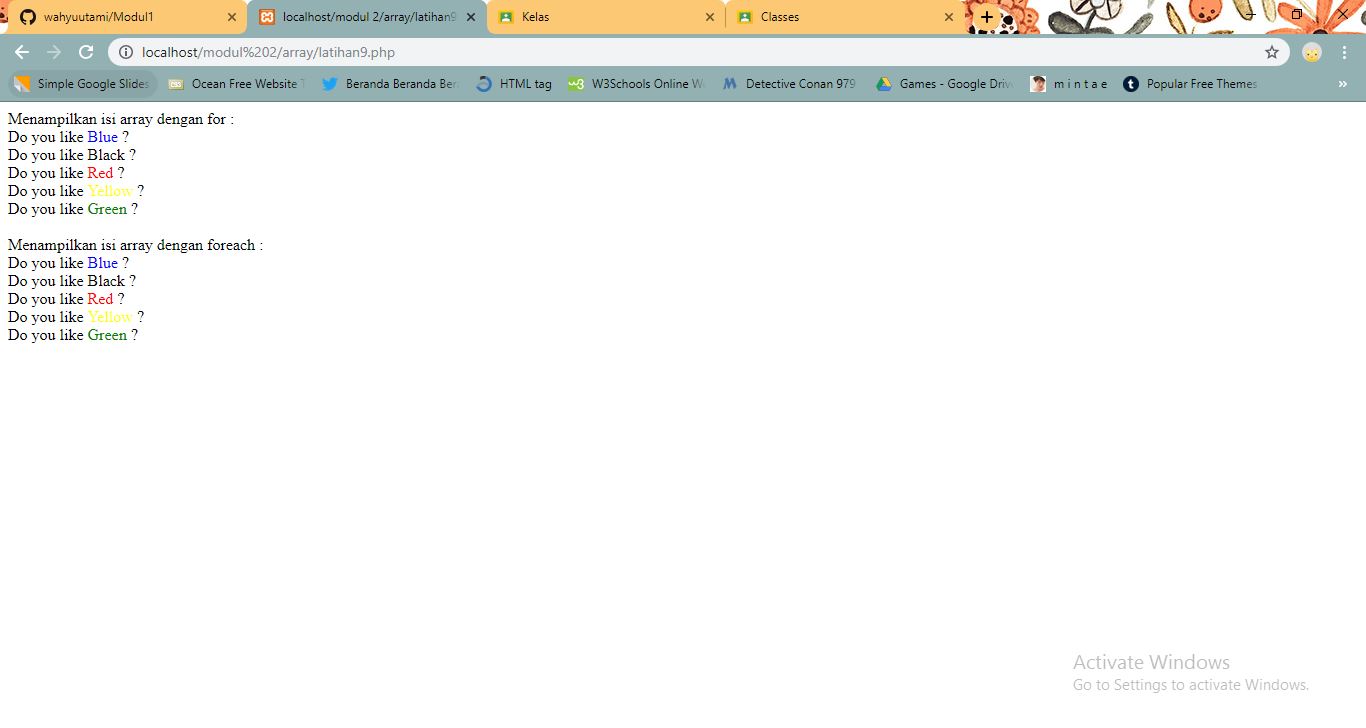 wahyuutami/Modul1
localhost/modul 2/array/latihan9
Kelas
Classes
localhost/modul%202/array/latihan9.php
Simple Google Slides
Ocean Free Website
Beranda Beranda Ber
HTML tag
W3Schools Online W
Detective Conan 979
Games - Google Driv
m i n t a e
Popular Free Themes
»
Menampilkan isi array dengan for :
Do you like Blue ?
Do you like Black ?
Do you like Red ?
Do you like Yellow ?
Do you like Green ?
Menampilkan isi array dengan foreach :
Do you like Blue ?
Do you like Black ?
Do you like Red ?
Do you like Yellow ?
Do you like Green ?
Activate Windows
Go to Settings to activate Windows.